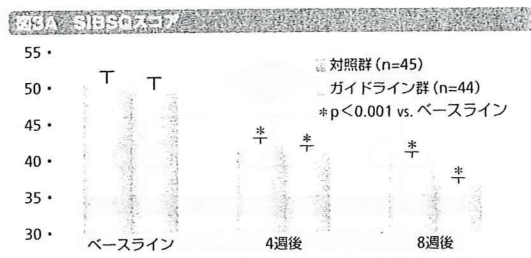 図3A SIBSQスコア
55
50
45
40
35
30
対照群(n=45)
ガイドライン群(n=44)
*p<0.001 vs. ベースライン
* * * *
ベースライン 4週後 8週後